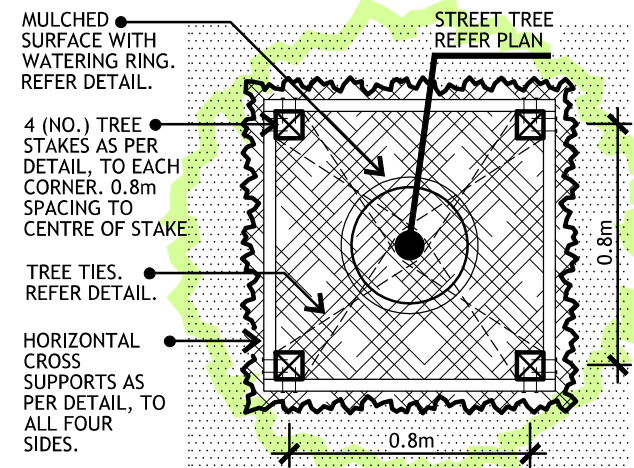 MULCHED
SURFACE WITH
WATERING RING.
REFER DETAIL.
STREET TREE
REFER PLAN
4 (NO.) TREE
STAKES AS PER
DETAIL, TO EACH
CORNER. 0.8m
SPACING TO
CENTRE OF STAKE
TREE TIES.
REFER DETAIL.
HORIZONTAL
CROSS
SUPPORTS AS
PER DETAIL, TO
ALL FOUR
SIDES.
0.8m
0.8m